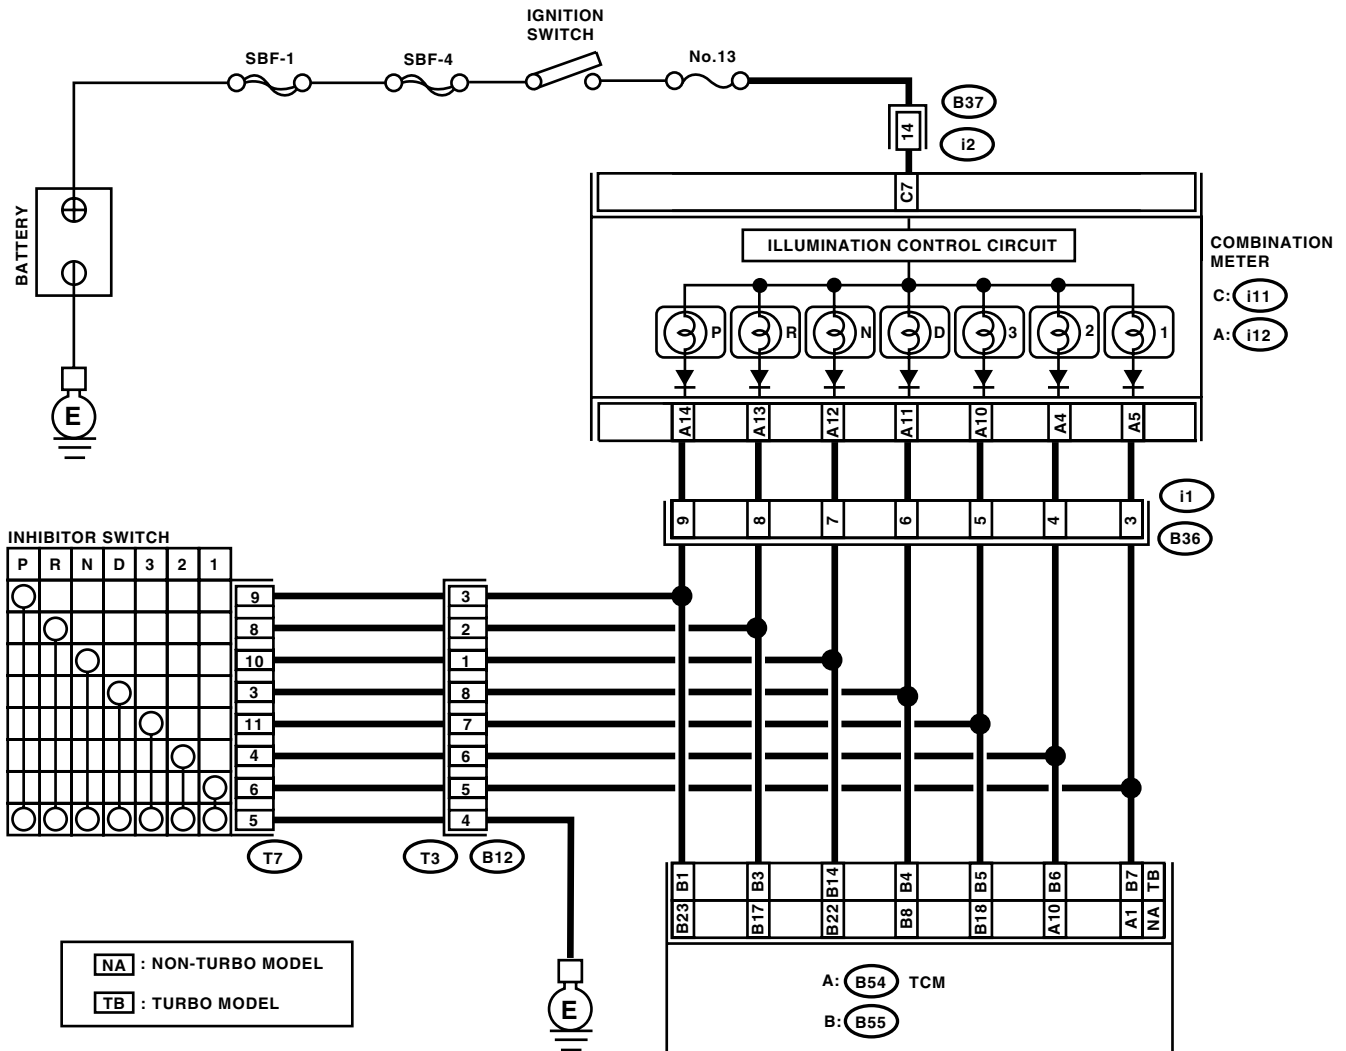 IGNITION
SWITCH
SBF-1
SBF-4
No.13
B37
14
i2
BATTERY
C7
ILLUMINATION CONTROL CIRCUIT
COMBINATION
METER
C: i11
A: i12
P R N D 3 2 1
A14 A13 A12 A11 A10 A4 A5
E
i1
9 8 7 6 5 4 3
B36
INHIBITOR SWITCH
P R N D 3 2 1
9 3
8 2
10 1
3 8
11 7
4 6
6 5
5 4
T7 T3 B12
B1 B3 B14 B4 B5 B6 B7 TB
B23 B17 B22 B8 B18 A10 A1 NA
NA : NON-TURBO MODEL
TB : TURBO MODEL
E
A: B54 TCM
B: B55